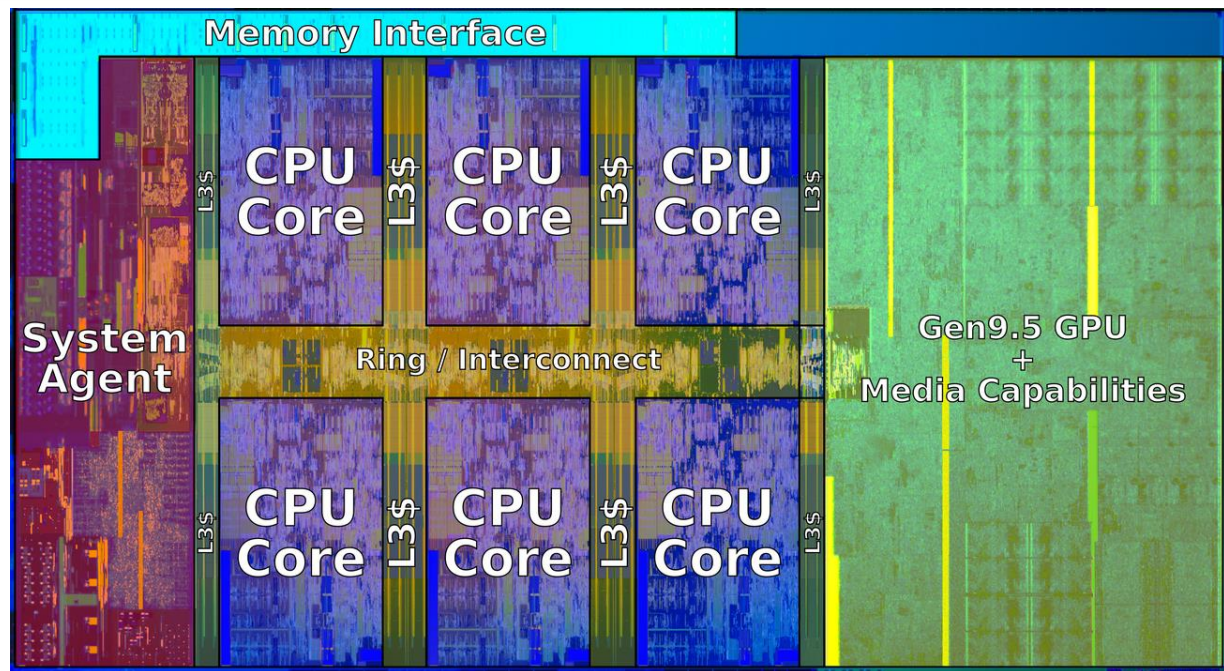 Memory Interface
L3$
CPU
Core
L3$
CPU
Core
L3$
CPU
Core
L3$
System
Agent
Ring / Interconnect
Gen9.5 GPU
+
Media Capabilities
L3$
CPU
Core
L3$
CPU
Core
L3$
CPU
Core
L3$